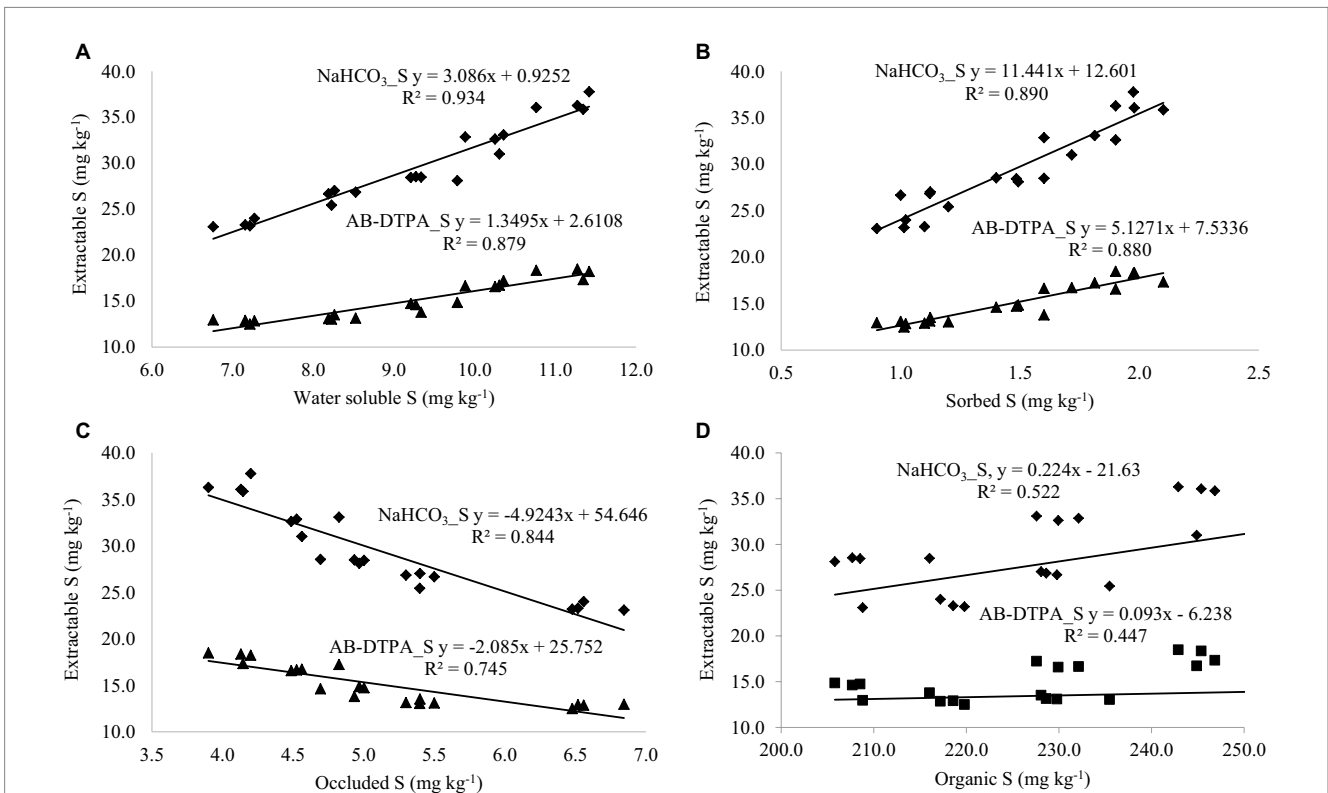 A
NaHCO₃_S y = 3.086x + 0.9252
R² = 0.934
AB-DTPA_S y = 1.3495x + 2.6108
R² = 0.879
Extractable S (mg kg⁻¹)
40.0
35.0
30.0
25.0
20.0
15.0
10.0
6.0 7.0 8.0 9.0 10.0 11.0 12.0
Water soluble S (mg kg⁻¹)
B
NaHCO₃_S y = 11.441x + 12.601
R² = 0.890
AB-DTPA_S y = 5.1271x + 7.5336
R² = 0.880
Extractable S (mg kg⁻¹)
40.0
35.0
30.0
25.0
20.0
15.0
10.0
0.5 1.0 1.5 2.0 2.5
Sorbed S (mg kg⁻¹)
C
NaHCO₃_S y = -4.9243x + 54.646
R² = 0.844
AB-DTPA_S y = -2.085x + 25.752
R² = 0.745
Extractable S (mg kg⁻¹)
40.0
35.0
30.0
25.0
20.0
15.0
10.0
3.5 4.0 4.5 5.0 5.5 6.0 6.5 7.0
Occluded S (mg kg⁻¹)
D
NaHCO₃_S, y = 0.224x - 21.63
R² = 0.522
AB-DTPA_S y = 0.093x - 6.238
R² = 0.447
Extractable S (mg kg⁻¹)
40.0
35.0
30.0
25.0
20.0
15.0
10.0
200.0 210.0 220.0 230.0 240.0 250.0
Organic S (mg kg⁻¹)